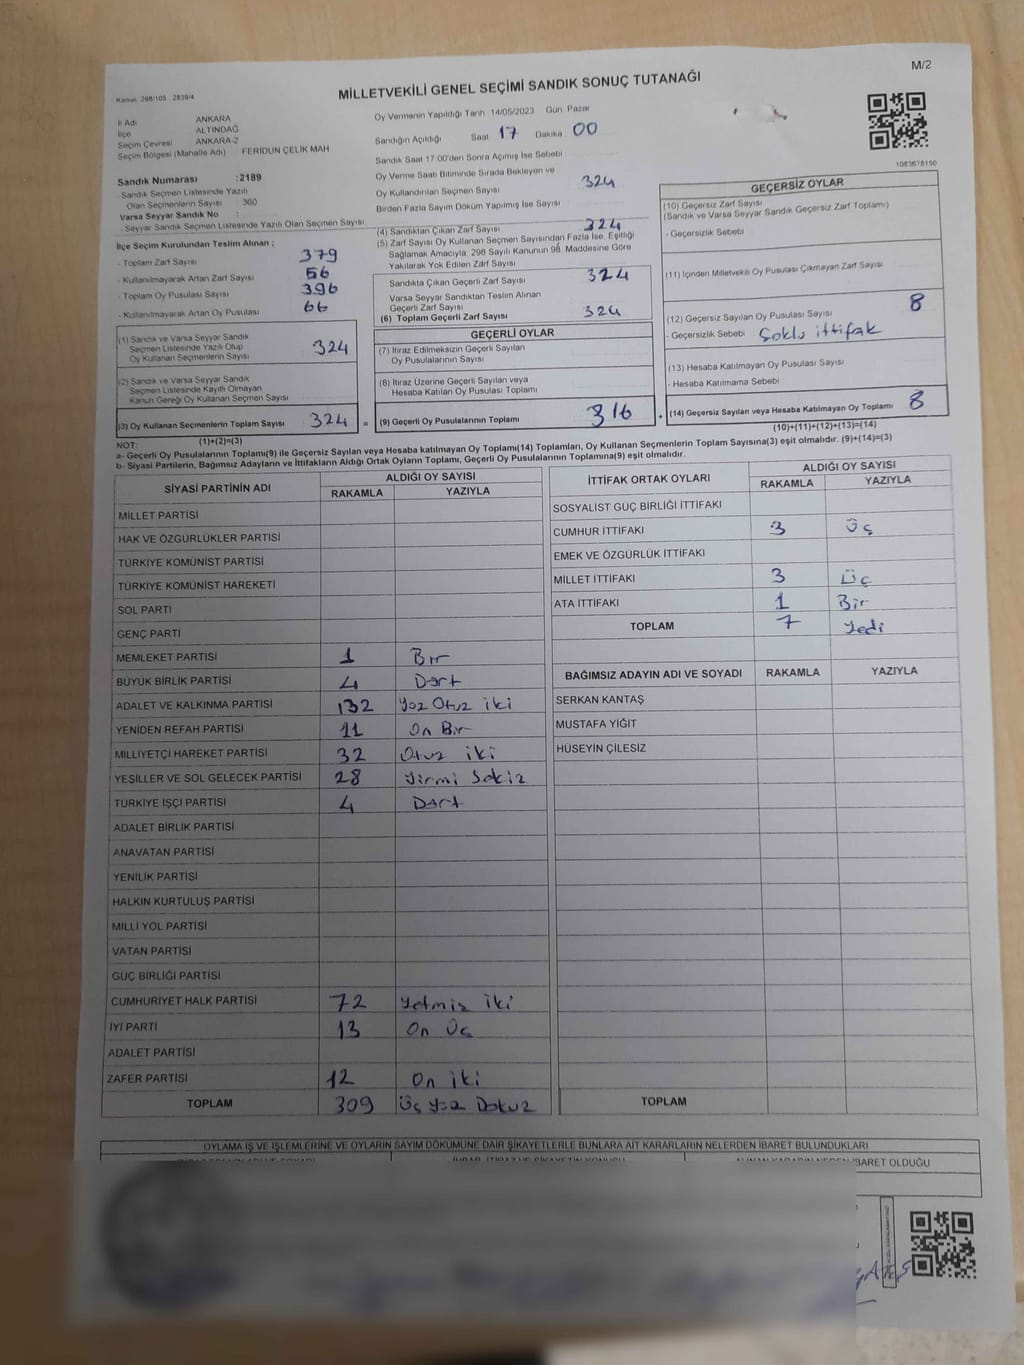 M/2
Kanun: 298/105 , 2839/4
MİLLETVEKİLİ GENEL SEÇİMİ SANDIK SONUÇ TUTANAĞI
İl Adı ANKARA
İlçe ALTINDAĞ
Seçim Çevresi ANKARA-2
Seçim Bölgesi (Mahalle Adı) FERİDUN ÇELİK MAH
Sandık Numarası :2189
- Sandık Seçmen Listesinde Yazılı
Olan Seçmenlerin Sayısı 360
Varsa Seyyar Sandık No :
- Seyyar Sandık Seçmen Listesinde Yazılı Olan Seçmen Sayısı
İlçe Seçim Kurulundan Teslim Alınan ;
- Toplam Zarf Sayısı 379
- Kullanılmayarak Artan Zarf Sayısı 56
- Toplam Oy Pusulası Sayısı 396
- Kullanılmayarak Artan Oy Pusulası 66
(1) Sandık ve Varsa Seyyar Sandık
Seçmen Listesinde Yazılı Olup
Oy Kullanan Seçmenlerin Sayısı 324
(2) Sandık ve Varsa Seyyar Sandık
Seçmen Listesinde Kayıtlı Olmayan
Kanun Gereği Oy Kullanan Seçmen Sayısı
(3) Oy Kullanan Seçmenlerin Toplam Sayısı 324 =
Oy Vermenin Yapıldığı Tarih 14/05/2023 Gün Pazar
Sandığın Açıldığı Saat 17 Dakika 00
Sandık Saat 17.00'den Sonra Açılmış İse Sebebi
Oy Verme Saati Bitiminde Sırada Bekleyen ve
Oy Kullandırılan Seçmen Sayısı 324
Birden Fazla Sayım Döküm Yapılmış İse Sayısı
(4) Sandıktan Çıkan Zarf Sayısı 324
(5) Zarf Sayısı Oy Kullanan Seçmen Sayısından Fazla İse, Eşitliği
Sağlamak Amacıyla, 298 Sayılı Kanunun 98. Maddesine Göre
Yakılarak Yok Edilen Zarf Sayısı
Sandıkta Çıkan Geçerli Zarf Sayısı 324
Varsa Seyyar Sandıktan Teslim Alınan
Geçerli Zarf Sayısı
(6) Toplam Geçerli Zarf Sayısı 324
GEÇERLİ OYLAR
(7) İtiraz Edilmeksizin Geçerli Sayılan
Oy Pusulalarının Sayısı
(8) İtiraz Üzerine Geçerli Sayılan veya
Hesaba Katılan Oy Pusulası Toplamı
(9) Geçerli Oy Pusulalarının Toplamı 316 +
1083678150
GEÇERSİZ OYLAR
(10) Geçersiz Zarf Sayısı
(Sandık ve Varsa Seyyar Sandık Geçersiz Zarf Toplamı)
- Geçersizlik Sebebi
(11) İçinden Milletvekili Oy Pusulası Çıkmayan Zarf Sayısı
(12) Geçersiz Sayılan Oy Pusulası Sayısı 8
- Geçersizlik Sebebi Çoklu ittifak
(13) Hesaba Katılmayan Oy Pusulası Sayısı
- Hesaba Katılmama Sebebi
(14) Geçersiz Sayılan veya Hesaba Katılmayan Oy Toplamı 8
(10)+(11)+(12)+(13)=(14)
NOT: (1)+(2)=(3)
a- Geçerli Oy Pusulalarının Toplamı(9) ile Geçersiz Sayılan veya Hesaba katılmayan Oy Toplamı(14) Toplamları, Oy Kullanan Seçmenlerin Toplam Sayısına(3) eşit olmalıdır. (9)+(14)=(3)
b- Siyasi Partilerin, Bağımsız Adayların ve İttifakların Aldığı Ortak Oyların Toplamı, Geçerli Oy Pusulalarının Toplamına(9) eşit olmalıdır.
SİYASİ PARTİNİN ADI ALDIĞI OY SAYISI
RAKAMLA YAZIYLA
MİLLET PARTİSİ
HAK VE ÖZGÜRLÜKLER PARTİSİ
TÜRKİYE KOMÜNİST PARTİSİ
TÜRKİYE KOMÜNİST HAREKETİ
SOL PARTİ
GENÇ PARTİ
MEMLEKET PARTİSİ 1 Bir
BÜYÜK BİRLİK PARTİSİ 4 Dört
ADALET VE KALKINMA PARTİSİ 132 Yüz Otuz iki
YENİDEN REFAH PARTİSİ 11 On Bir
MİLLİYETÇİ HAREKET PARTİSİ 32 Otuz iki
YEŞİLLER VE SOL GELECEK PARTİSİ 28 Yirmi Sekiz
TÜRKİYE İŞÇİ PARTİSİ 4 Dört
ADALET BİRLİK PARTİSİ
ANAVATAN PARTİSİ
YENİLİK PARTİSİ
HALKIN KURTULUŞ PARTİSİ
MİLLİ YOL PARTİSİ
VATAN PARTİSİ
GÜÇ BİRLİĞİ PARTİSİ
CUMHURİYET HALK PARTİSİ 72 Yetmiş iki
İYİ PARTİ 13 On Üç
ADALET PARTİSİ
ZAFER PARTİSİ 12 On iki
TOPLAM 309 Üç Yüz Dokuz
İTTİFAK ORTAK OYLARI ALDIĞI OY SAYISI
RAKAMLA YAZIYLA
SOSYALİST GÜÇ BİRLİĞİ İTTİFAKI
CUMHUR İTTİFAKI 3 Üç
EMEK VE ÖZGÜRLÜK İTTİFAKI
MİLLET İTTİFAKI 3 Üç
ATA İTTİFAKI 1 Bir
TOPLAM 7 Yedi
BAĞIMSIZ ADAYIN ADI VE SOYADI RAKAMLA YAZIYLA
SERKAN KANTAŞ
MUSTAFA YİĞİT
HÜSEYİN ÇİLESİZ
TOPLAM
OYLAMA İŞ VE İŞLEMLERİNE VE OYLARIN SAYIM DÖKÜMÜNE DAİR ŞİKAYETLERLE BUNLARA AİT KARARLARIN NELERDEN İBARET BULUNDUKLARI
İHBAR, İTİRAZ VE ŞİKAYETİN KONUSU ALINAN KARARIN NEDEN İBARET OLDUĞU